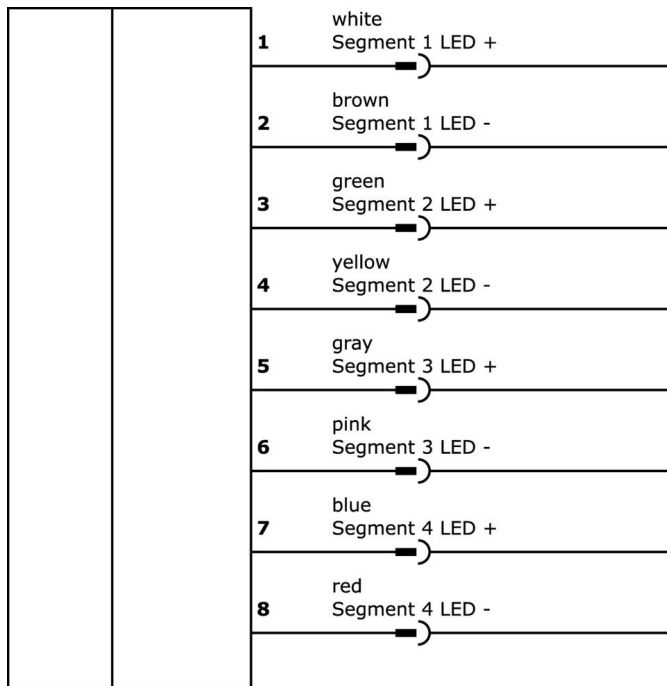 white
1 Segment 1 LED +
brown
2 Segment 1 LED -
green
3 Segment 2 LED +
yellow
4 Segment 2 LED -
gray
5 Segment 3 LED +
pink
6 Segment 3 LED -
blue
7 Segment 4 LED +
red
8 Segment 4 LED -